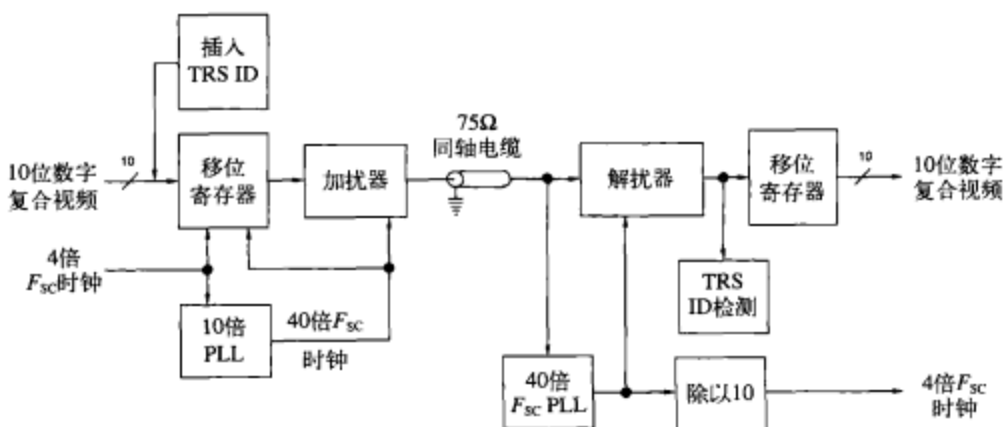 插入
TRS ID
75Ω
同轴电缆
10位数字
复合视频
10
移位
寄存器
加扰器
解扰器
移位
寄存器
10
10位数字
复合视频
4倍
FSC时钟
10倍
PLL
40倍FSC
时钟
TRS
ID检测
40倍
FSC PLL
除以10
4倍FSC
时钟